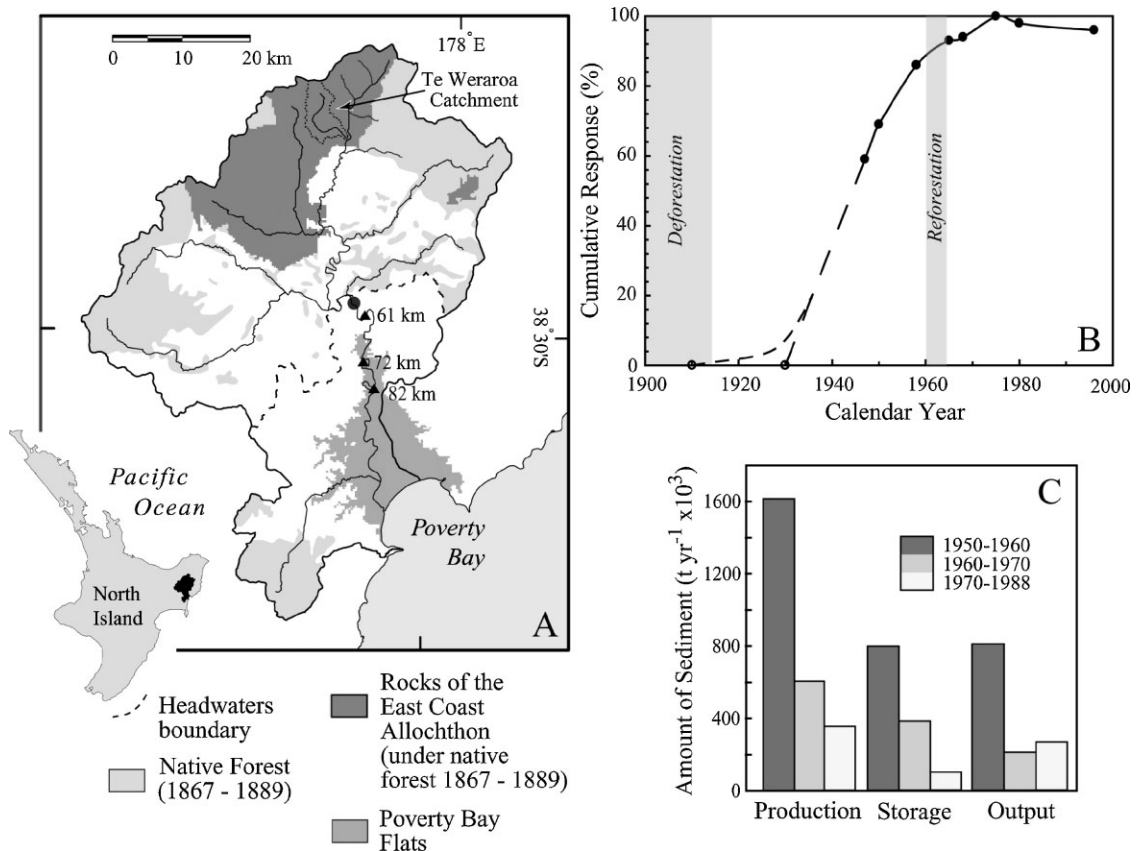 0 10 20 km
178°E
Te Weraroa
Catchment
38°30'S
61 km
72 km
82 km
Pacific
Ocean
Poverty
Bay
North
Island
A
Headwaters
boundary
Native Forest
(1867 - 1889)
Rocks of the
East Coast
Allochthon
(under native
forest 1867 - 1889)
Poverty Bay
Flats
Cumulative Response (%)
100
80
60
40
20
0
Deforestation
Reforestation
B
1900 1920 1940 1960 1980 2000
Calendar Year
Amount of Sediment (t yr⁻¹ x10³)
1600
1200
800
400
0
C
1950-1960
1960-1970
1970-1988
Production Storage Output